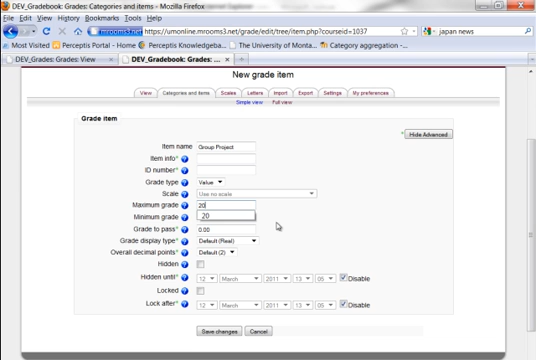 DEV_Gradebook: Grades: Categories and items - Mozilla Firefox
File Edit View History Bookmarks Tools Help
mrooms3.net https://umonline.mrooms3.net/grade/edit/tree/item.php?courseid=1037 japan news
Most Visited Perceptis Portal - Home Perceptis Knowledgeba... The University of Monta... Category aggregation -...
DEV_Grades: Grades: View DEV_Gradebook: Grades: ...
New grade item
View Categories and items Scales Letters Import Export Settings My preferences
Simple view Full view
Grade item
* Hide Advanced
Item name Group Project
Item info*
ID number*
Grade type Value
Scale Use no scale
Maximum grade 20
20
Minimum grade
Grade to pass* 0.00
Grade display type* Default (Real)
Overall decimal points* Default (2)
Hidden
Hidden until* 12 March 2011 13 05 Disable
Locked
Lock after* 12 March 2011 13 05 Disable
Save changes Cancel